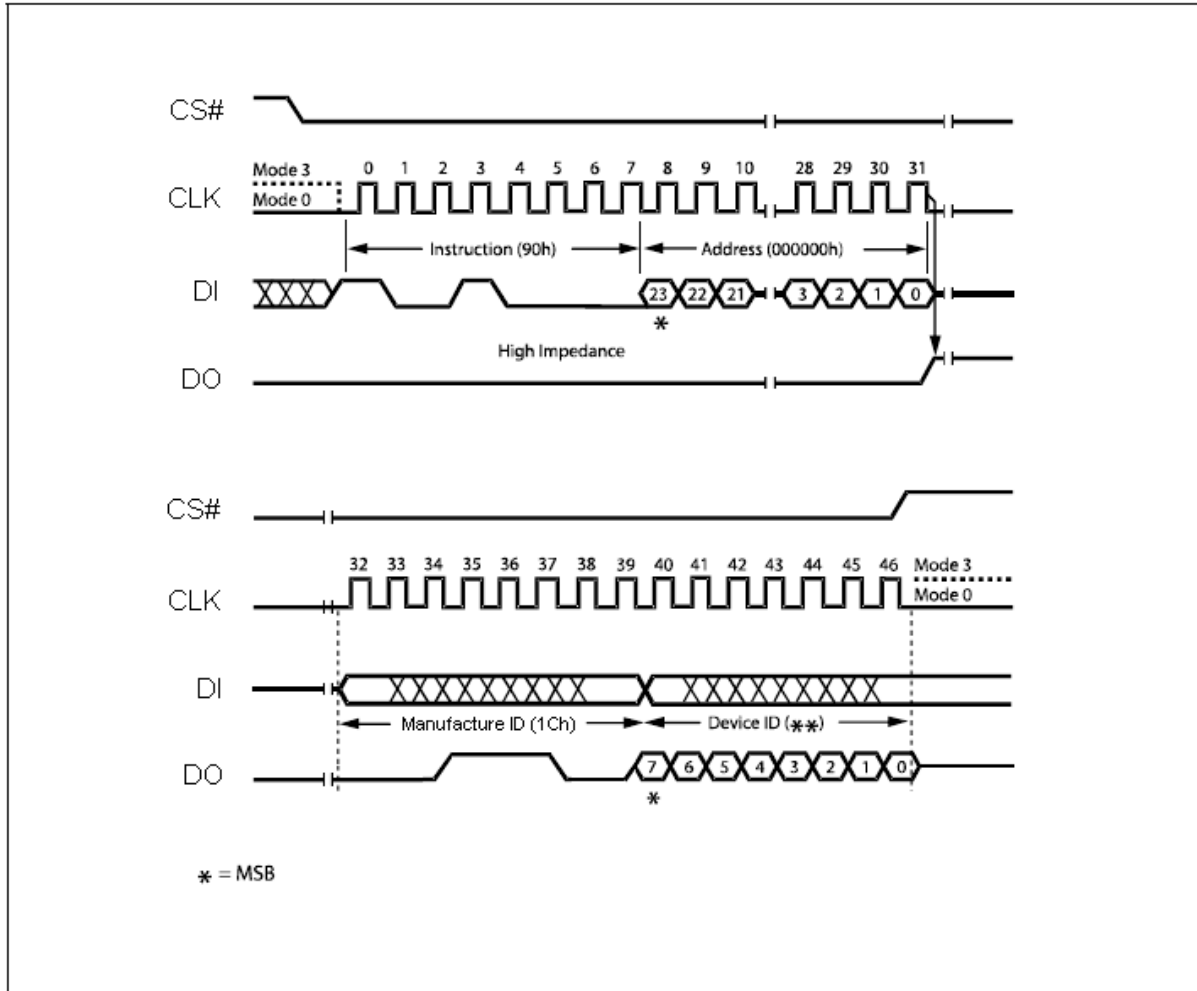 CS#
Mode 3
0 1 2 3 4 5 6 7 8 9 10 28 29 30 31
CLK
Mode 0
Instruction (90h) Address (000000h)
DI
23 22 21 3 2 1 0
*
High Impedance
DO
CS#
32 33 34 35 36 37 38 39 40 41 42 43 44 45 46 Mode 3
CLK
Mode 0
DI
Manufacture ID (1Ch) Device ID (**)
DO
7 6 5 4 3 2 1 0
*
* = MSB